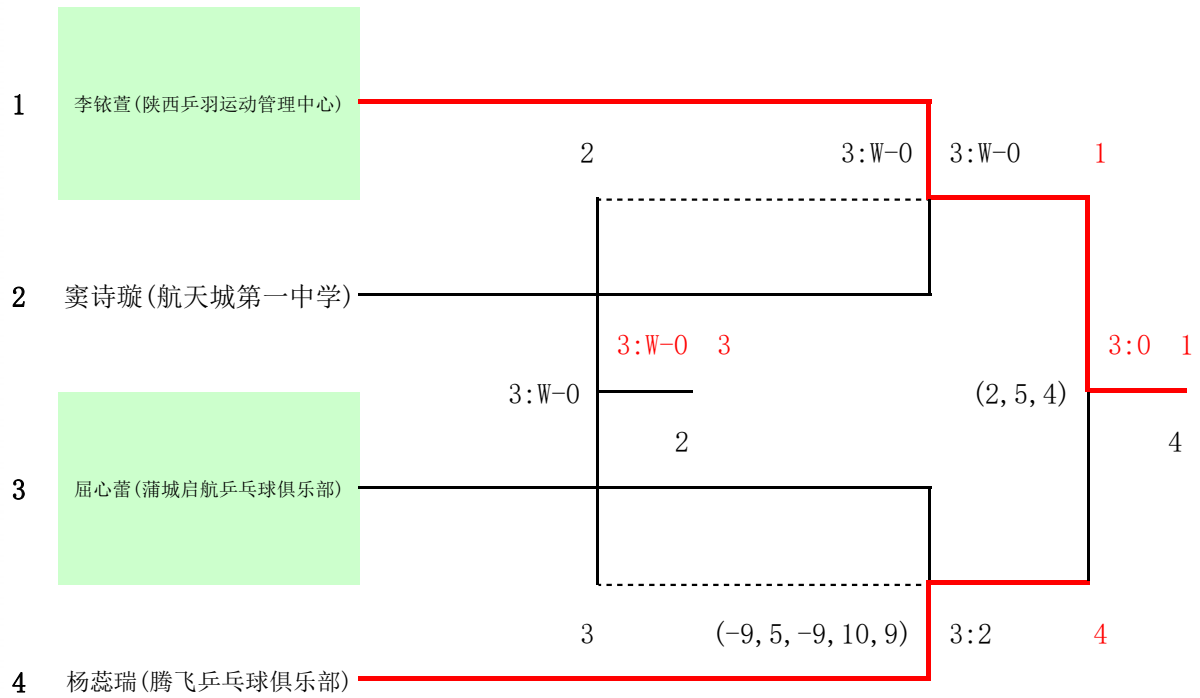 1 李铱萱(陕西乒羽运动管理中心)
2 3:W-0 3:W-0 1
2 窦诗璇(航天城第一中学)
3:W-0 3 3:0 1
3:W-0 (2,5,4)
2 4
3 屈心蕾(蒲城启航乒乓球俱乐部)
3 (-9,5,-9,10,9) 3:2 4
4 杨蕊瑞(腾飞乒乓球俱乐部)